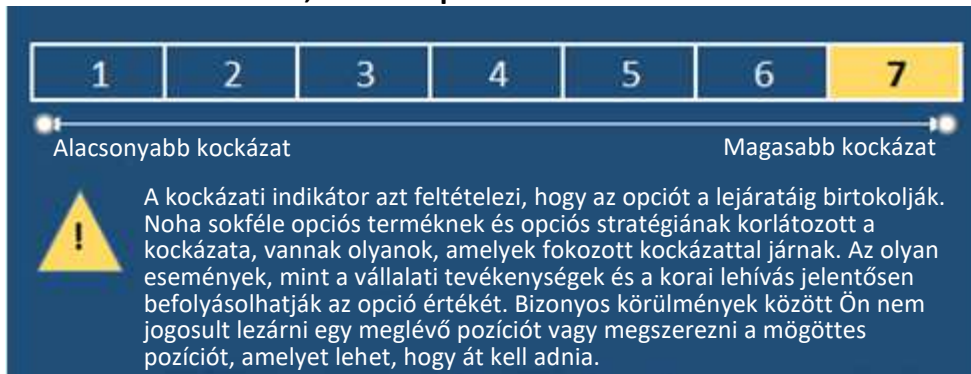 1 2 3 4 5 6 7
Alacsonyabb kockázat Magasabb kockázat
A kockázati indikátor azt feltételezi, hogy az opciót a lejáratáig birtokolják.
Noha sokféle opciós terméknek és opciós stratégiának korlátozott a
kockázata, vannak olyanok, amelyek fokozott kockázattal járnak. Az olyan
események, mint a vállalati tevékenységek és a korai lehívás jelentősen
befolyásolhatják az opció értékét. Bizonyos körülmények között Ön nem
jogosult lezárni egy meglévő pozíciót vagy megszerezni a mögöttes
pozíciót, amelyet lehet, hogy át kell adnia.